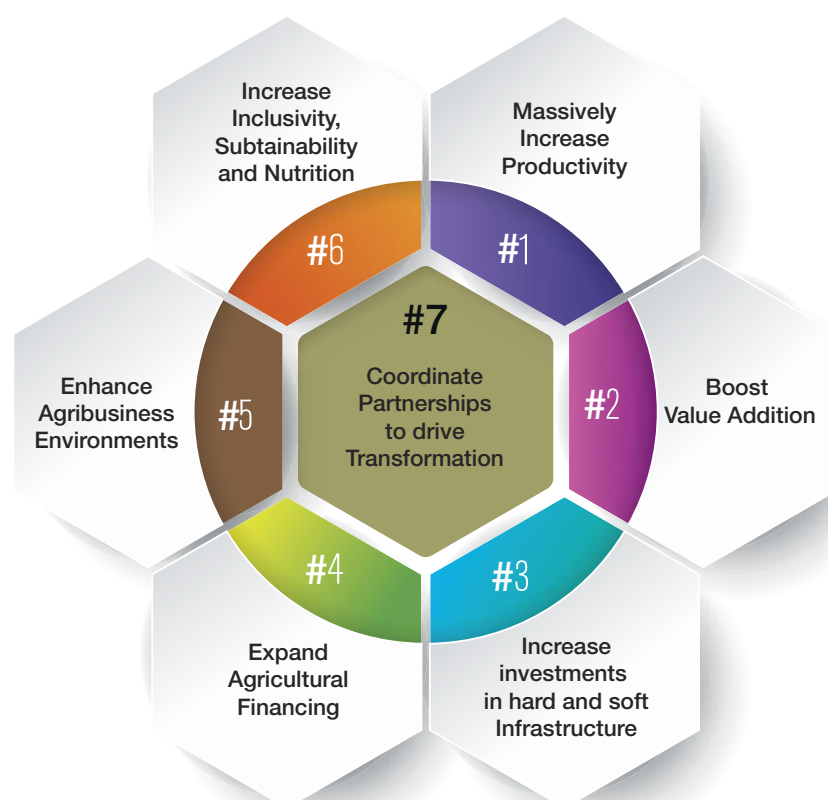 #1
Massively
Increase
Productivity
#2
Boost
Value Addition
#3
Increase
investments
in hard and soft
Infrastructure
#4
Expand
Agricultural
Financing
#5
Enhance
Agribusiness
Environments
#6
Increase
Inclusivity,
Subtainability
and Nutrition
#7
Coordinate
Partnerships
to drive
Transformation